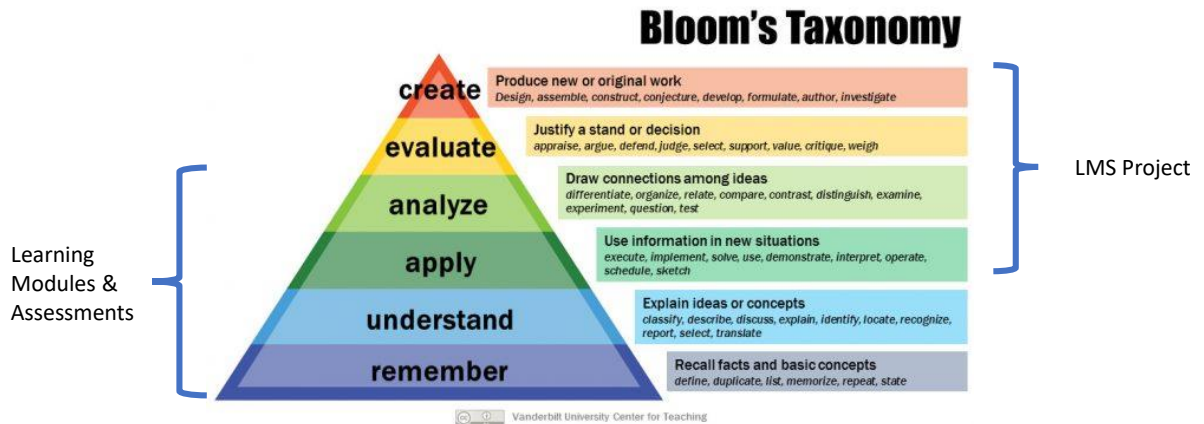 Bloom's Taxonomy
create
Produce new or original work
Design, assemble, construct, conjecture, develop, formulate, author, investigate
evaluate
Justify a stand or decision
appraise, argue, defend, judge, select, support, value, critique, weigh
LMS Project
analyze
Draw connections among ideas
differentiate, organize, relate, compare, contrast, distinguish, examine,
experiment, question, test
Learning
Modules &
Assessments
apply
Use information in new situations
execute, implement, solve, use, demonstrate, interpret, operate,
schedule, sketch
understand
Explain ideas or concepts
classify, describe, discuss, explain, identify, locate, recognize,
report, select, translate
remember
Recall facts and basic concepts
define, duplicate, list, memorize, repeat, state
cc
Vanderbilt University Center for Teaching